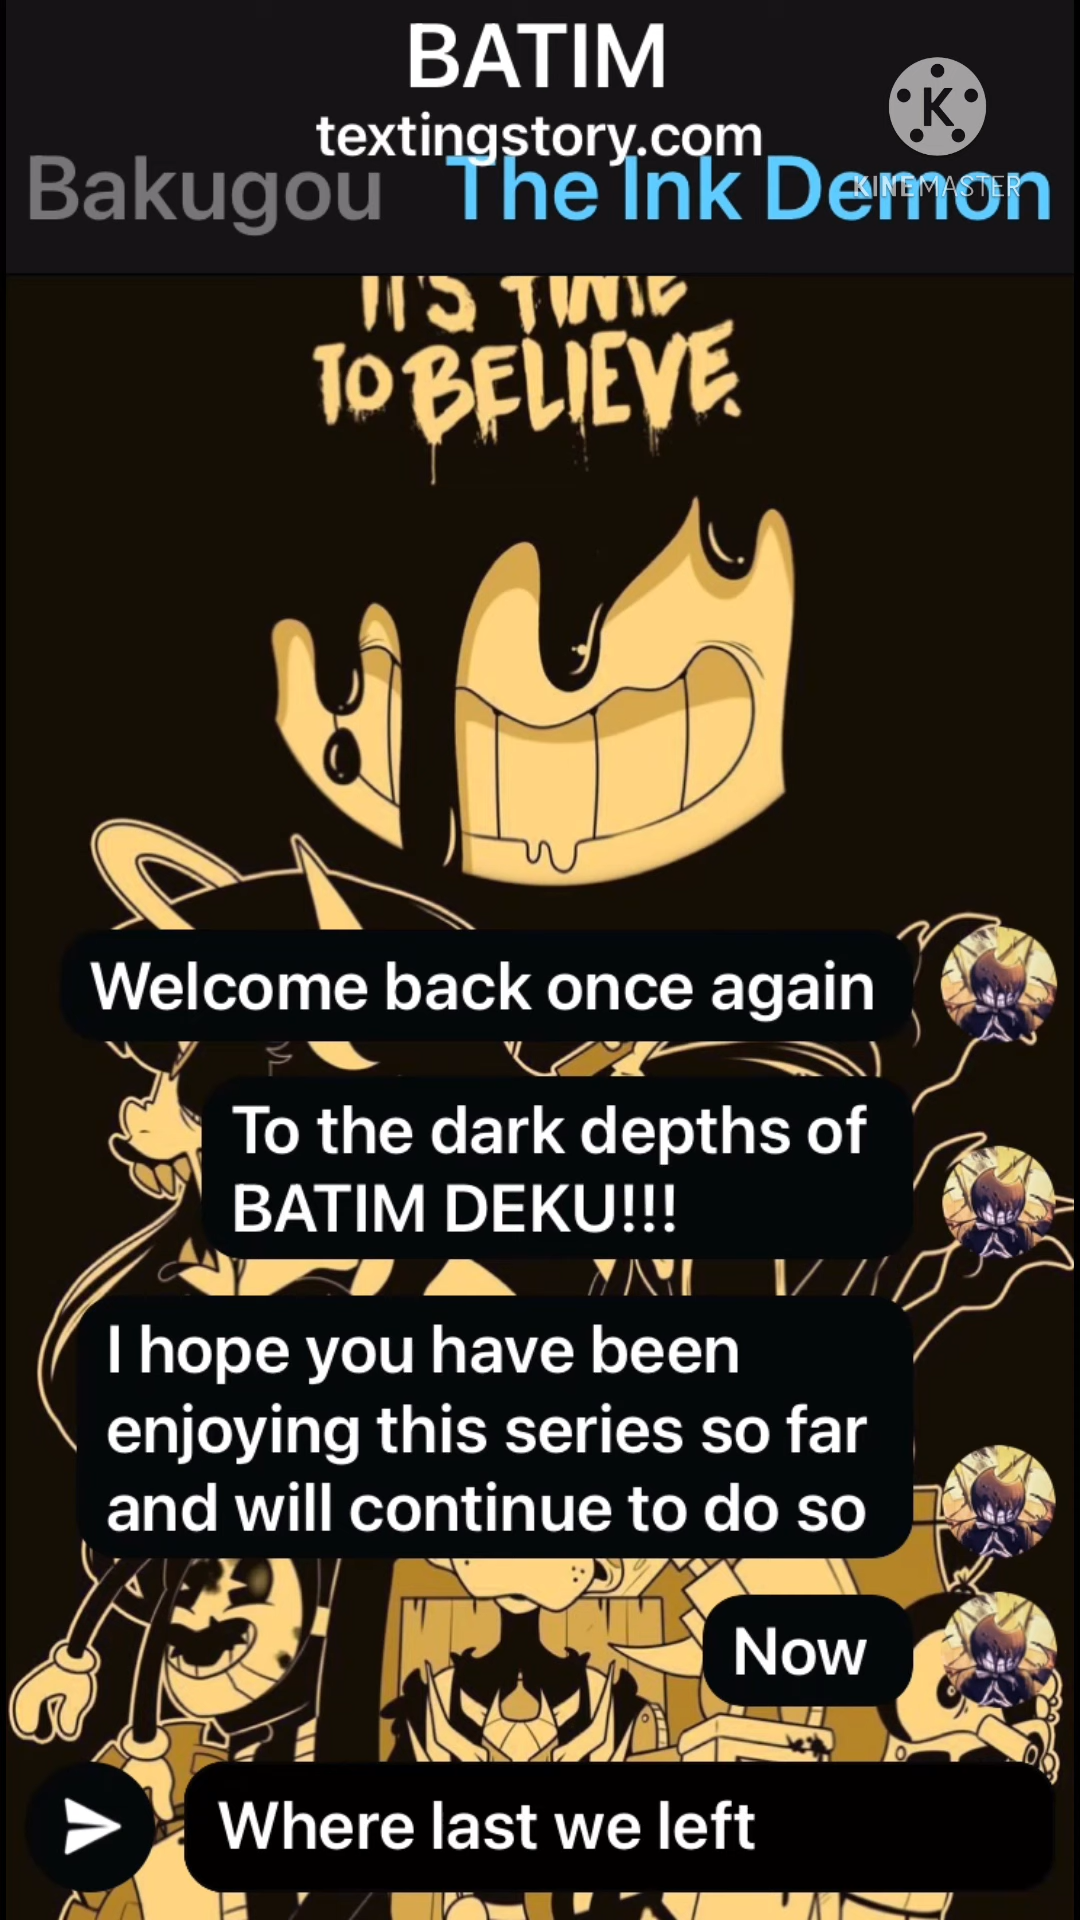 BATIM
textingstory.com
K
KINEMASTER
Bakugou The Ink Demon
IT'S TIME
TO BELIEVE.
Welcome back once again
To the dark depths of
BATIM DEKU!!!
I hope you have been
enjoying this series so far
and will continue to do so
Now
Where last we left